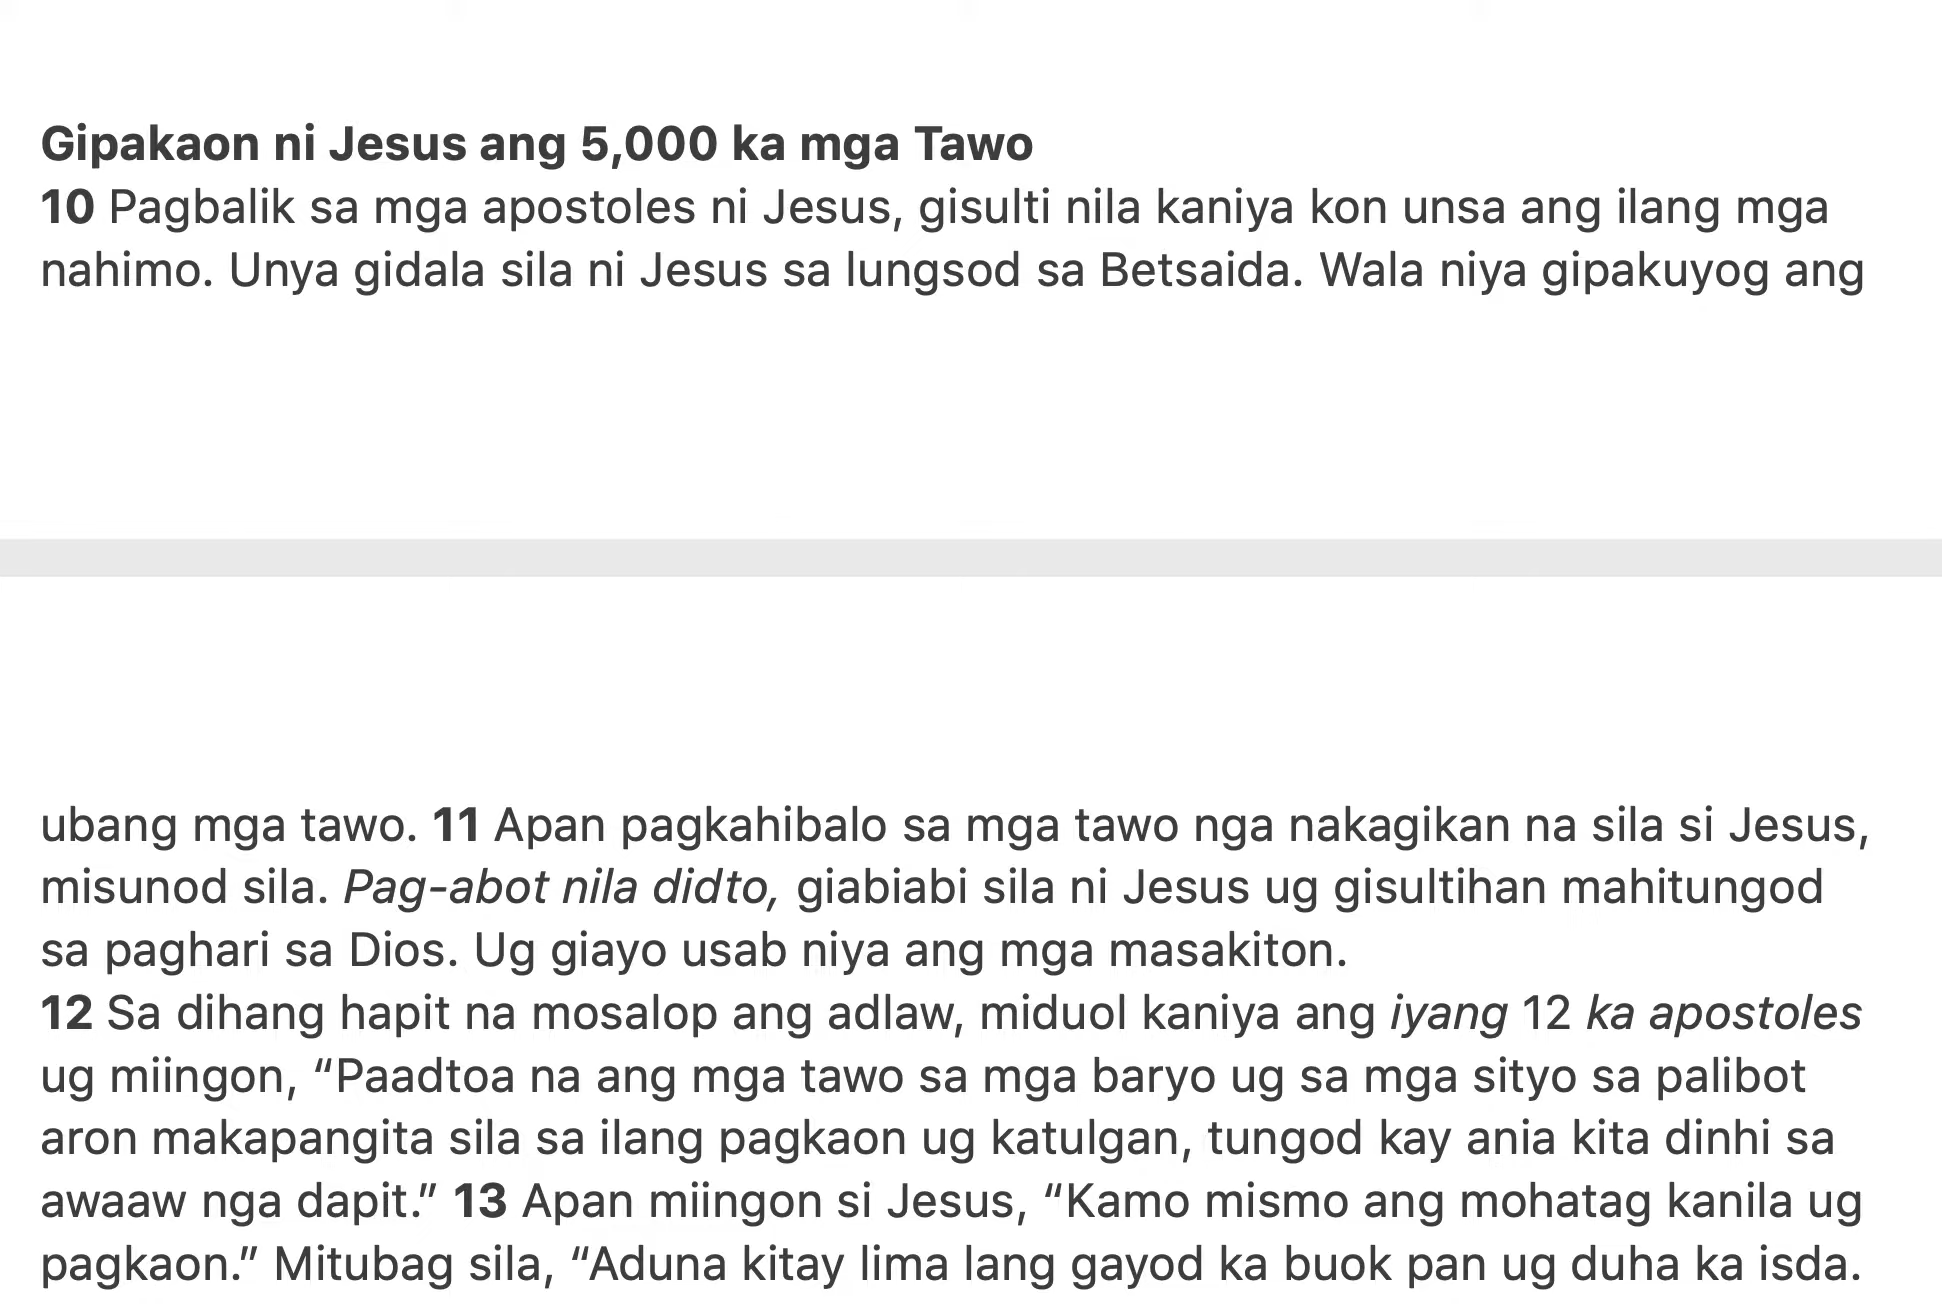 Gipakaon ni Jesus ang 5,000 ka mga Tawo
10 Pagbalik sa mga apostoles ni Jesus, gisulti nila kaniya kon unsa ang ilang mga
nahimo. Unya gidala sila ni Jesus sa lungsod sa Betsaida. Wala niya gipakuyog ang
ubang mga tawo. 11 Apan pagkahibalo sa mga tawo nga nakagikan na sila si Jesus,
misunod sila. Pag-abot nila didto, giabiabi sila ni Jesus ug gisultihan mahitungod
sa paghari sa Dios. Ug giayo usab niya ang mga masakiton.
12 Sa dihang hapit na mosalop ang adlaw, miduol kaniya ang iyang 12 ka apostoles
ug miingon, “Paadtoa na ang mga tawo sa mga baryo ug sa mga sityo sa palibot
aron makapangita sila sa ilang pagkaon ug katulgan, tungod kay ania kita dinhi sa
awaaw nga dapit.” 13 Apan miingon si Jesus, “Kamo mismo ang mohatag kanila ug
pagkaon.” Mitubag sila, “Aduna kitay lima lang gayod ka buok pan ug duha ka isda.